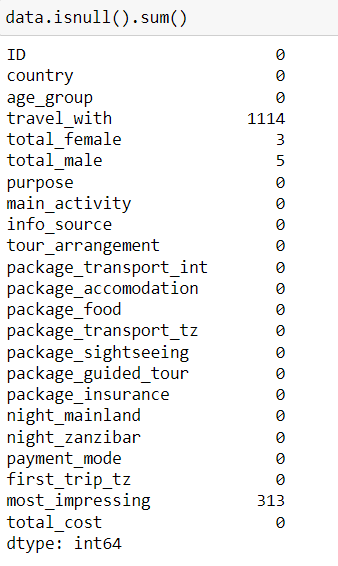 data.isnull().sum()
ID 0
country 0
age_group 0
travel_with 1114
total_female 3
total_male 5
purpose 0
main_activity 0
info_source 0
tour_arrangement 0
package_transport_int 0
package_accomodation 0
package_food 0
package_transport_tz 0
package_sightseeing 0
package_guided_tour 0
package_insurance 0
night_mainland 0
night_zanzibar 0
payment_mode 0
first_trip_tz 0
most_impressing 313
total_cost 0
dtype: int64